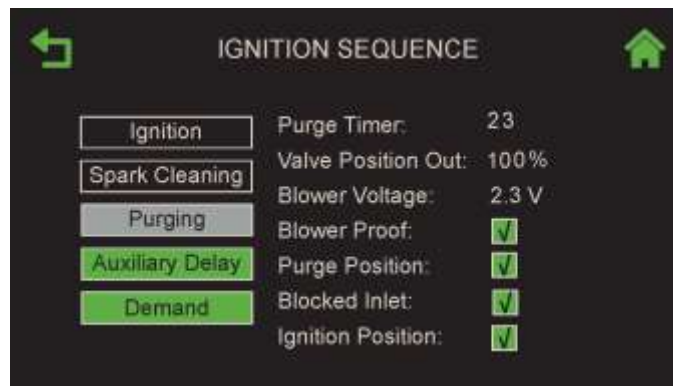 IGNITION SEQUENCE
Ignition
Spark Cleaning
Purging
Auxiliary Delay
Demand
Purge Timer: 23
Valve Position Out: 100%
Blower Voltage: 2.3 V
Blower Proof: √
Purge Position: √
Blocked Inlet: √
Ignition Position: √